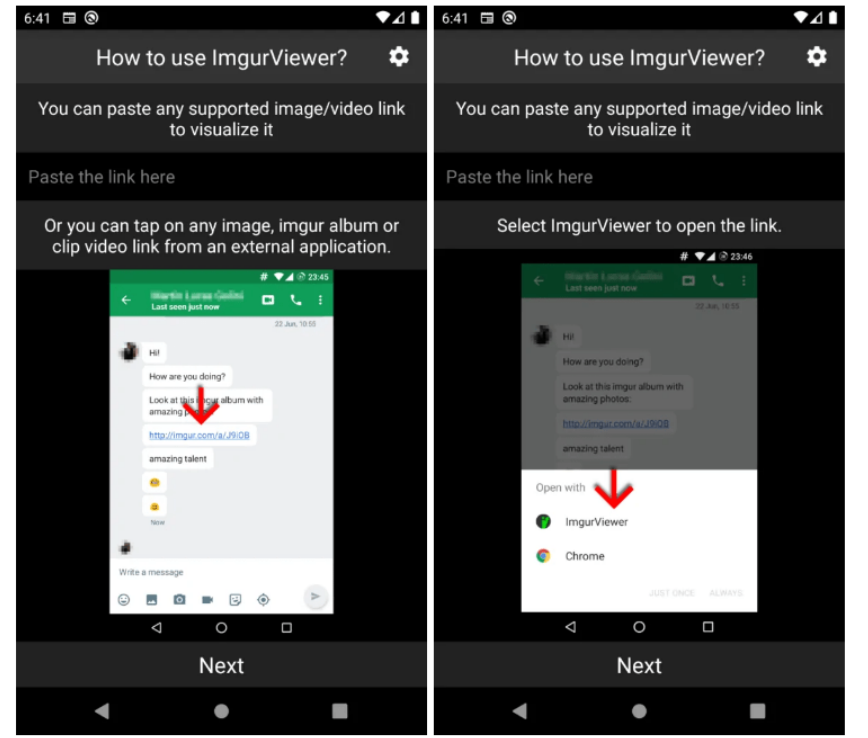 6:41
How to use ImgurViewer?
You can paste any supported image/video link
to visualize it
Paste the link here
Or you can tap on any image, imgur album or
clip video link from an external application.
# 23:45
Last seen just now
22 Jun, 10:55
Hi!
How are you doing?
Look at this imgur album with
amazing photos:
http://imgur.com/a/J9iOB
amazing talent
Now
Write a message
Next
6:41
How to use ImgurViewer?
You can paste any supported image/video link
to visualize it
Paste the link here
Select ImgurViewer to open the link.
# 23:46
Last seen just now
22 Jun, 10:55
Hi!
How are you doing?
Look at this imgur album with
amazing photos:
http://imgur.com/a/J9iOB
amazing talent
Open with
ImgurViewer
Chrome
JUST ONCE ALWAYS
Next